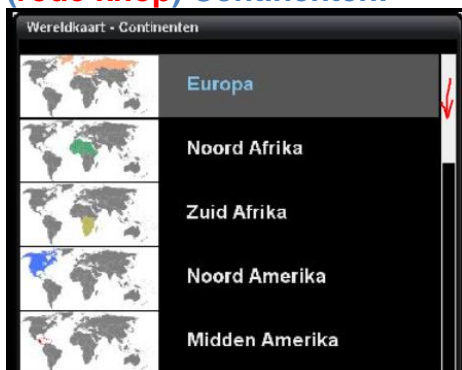 (rode knop) Continenten.
Wereldkaart - Continenten
Europa
Noord Afrika
Zuid Afrika
Noord Amerika
Midden Amerika